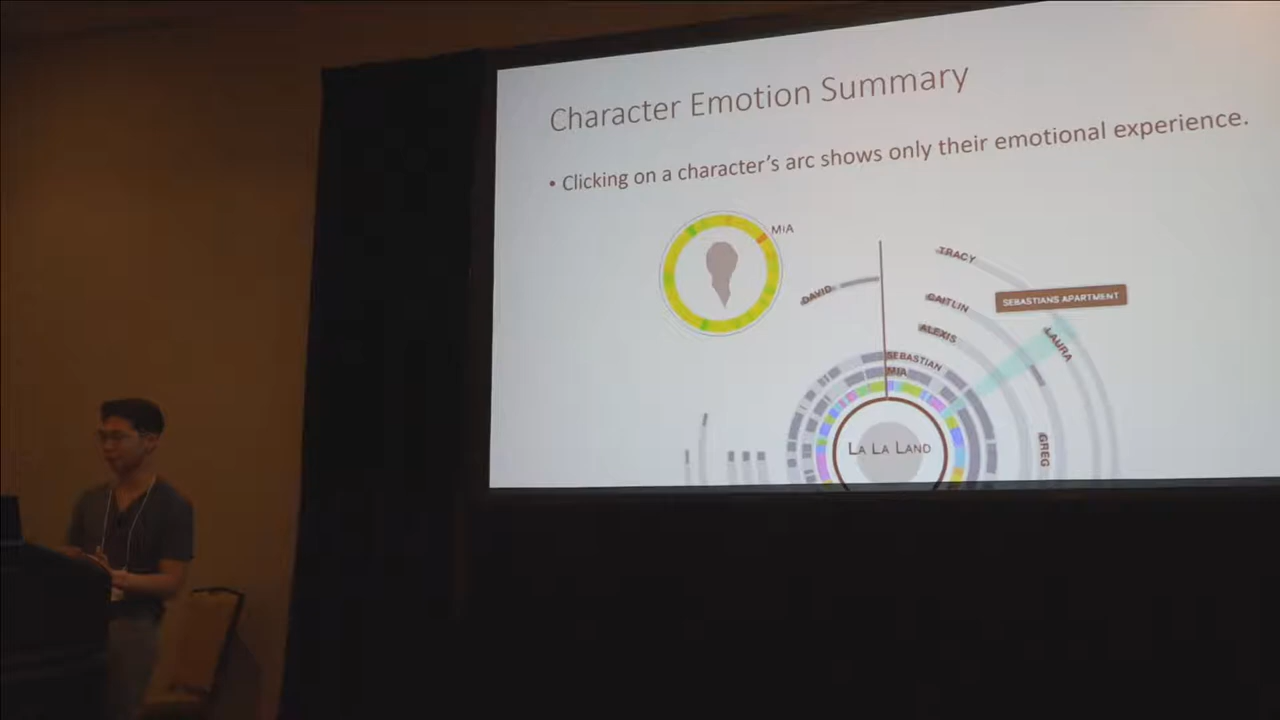 Character Emotion Summary
• Clicking on a character's arc shows only their emotional experience.
MIA
TRACY
DAVID
CAITLIN
SEBASTIANS APARTMENT
ALEXIS
LAURA
SEBASTIAN
MIA
GREG
LA LA LAND